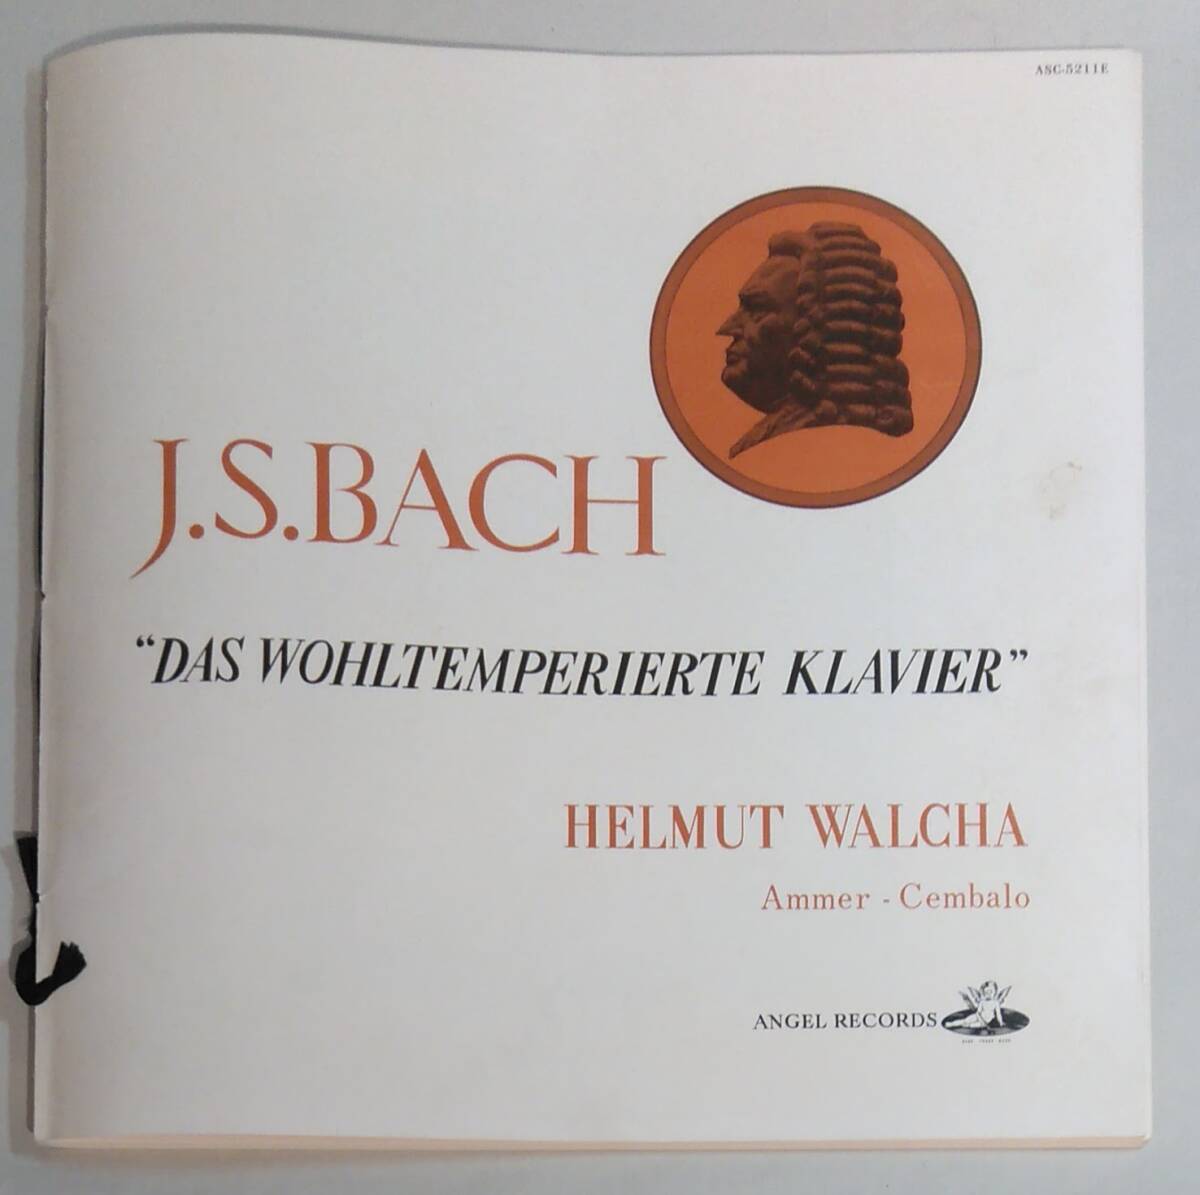 ASC-5211E
J.S.BACH
“DAS WOHLTEMPERIERTE KLAVIER”
HELMUT WALCHA
Ammer - Cembalo
ANGEL RECORDS